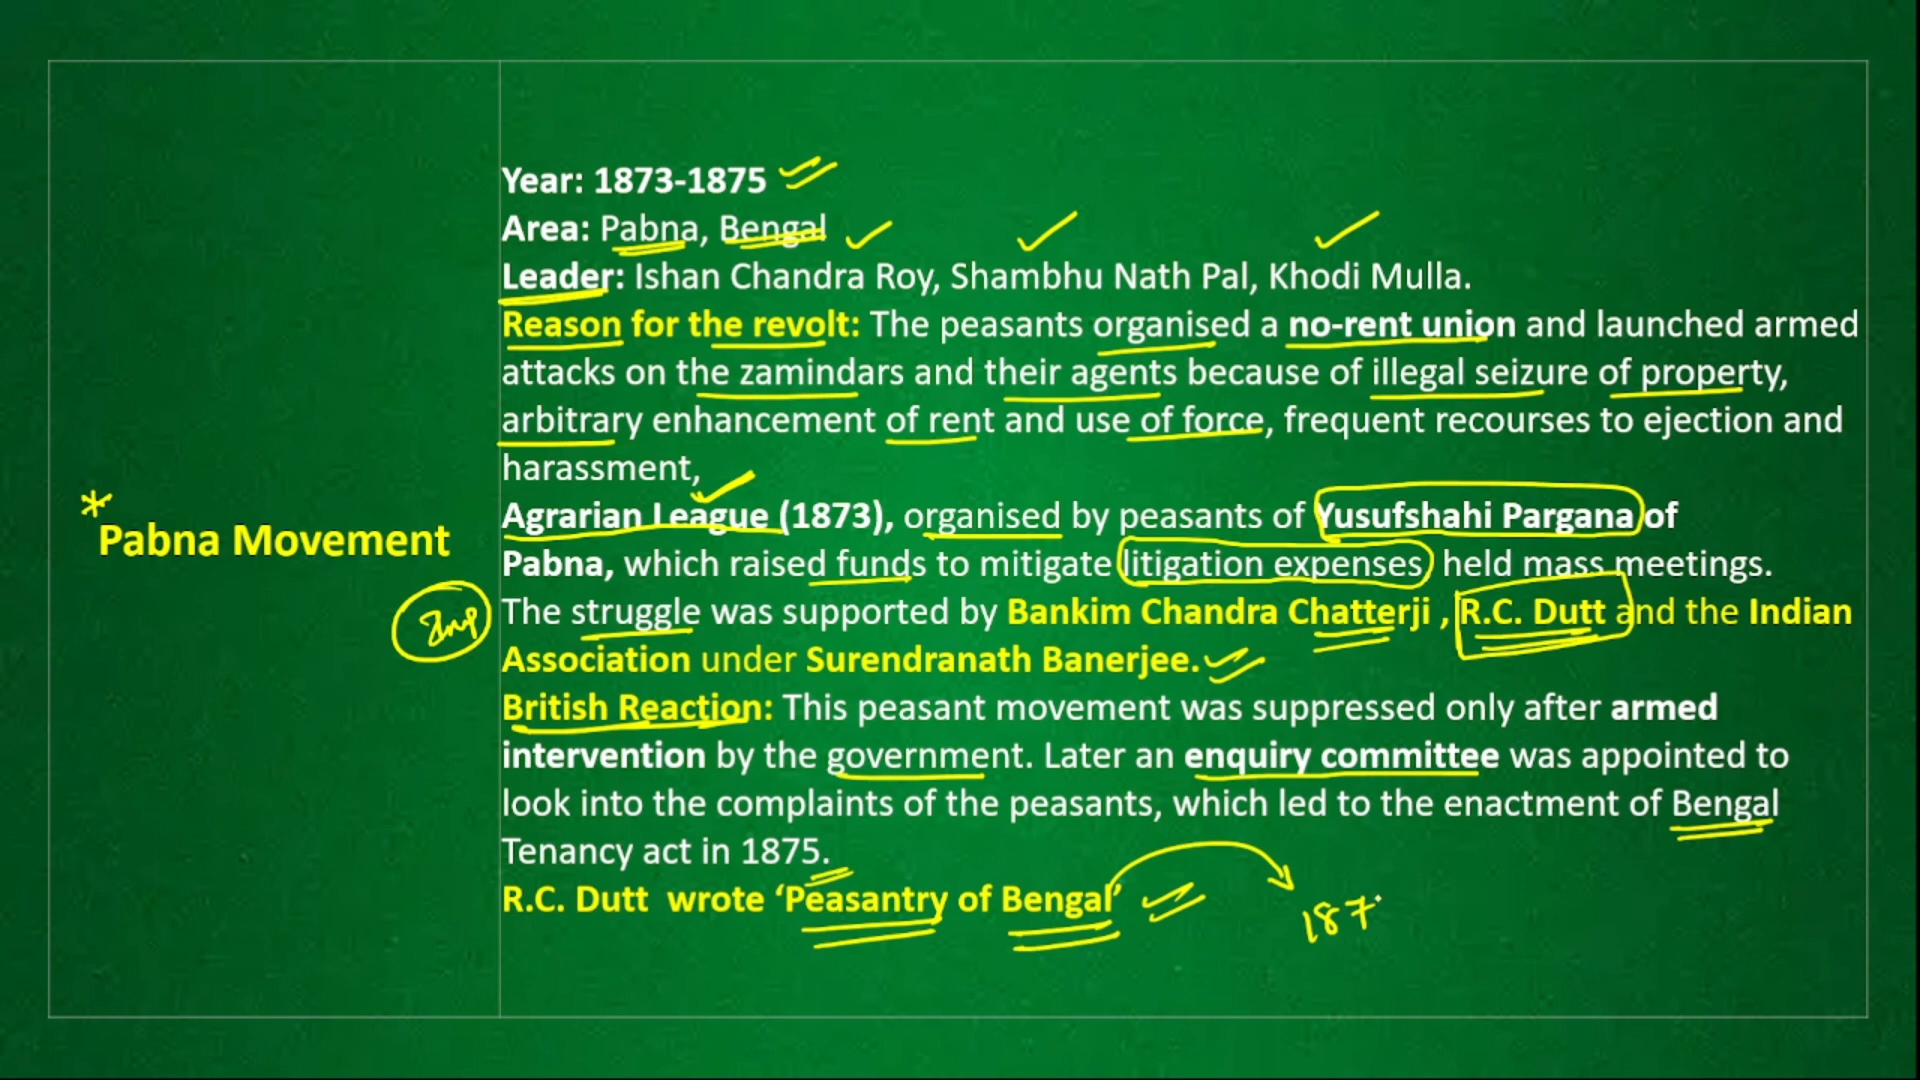 Year: 1873-1875
Area: Pabna, Bengal
Leader: Ishan Chandra Roy, Shambhu Nath Pal, Khodi Mulla.
Reason for the revolt: The peasants organised a no-rent union and launched armed
attacks on the zamindars and their agents because of illegal seizure of property,
arbitrary enhancement of rent and use of force, frequent recourses to ejection and
harassment,
Agrarian League (1873), organised by peasants of Yusufshahi Pargana of
* Pabna Movement
Pabna, which raised funds to mitigate litigation expenses held mass meetings.
Imp
The struggle was supported by Bankim Chandra Chatterji , R.C. Dutt and the Indian
Association under Surendranath Banerjee.
British Reaction: This peasant movement was suppressed only after armed
intervention by the government. Later an enquiry committee was appointed to
look into the complaints of the peasants, which led to the enactment of Bengal
Tenancy act in 1875.
R.C. Dutt wrote ‘Peasantry of Bengal’
187